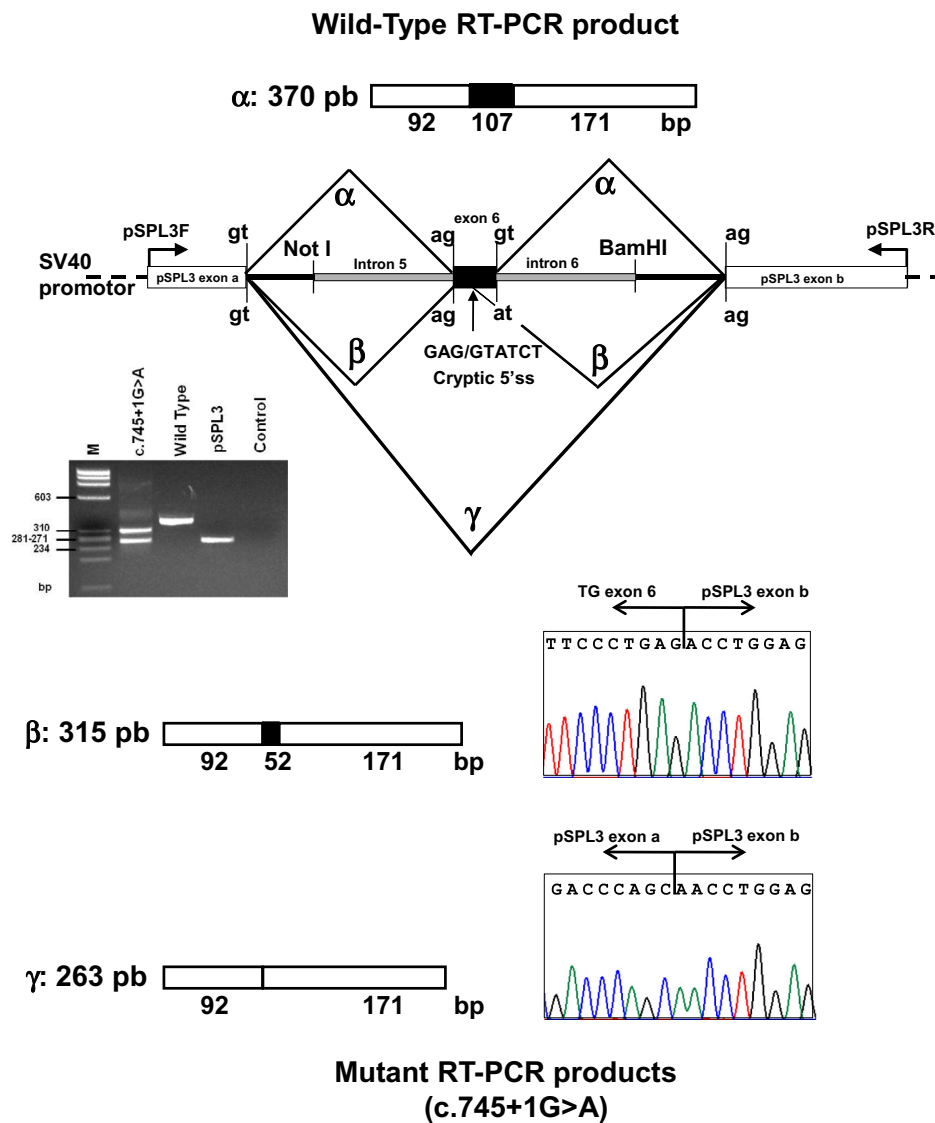 Wild-Type RT-PCR product
α: 370 pb
92 107 171 bp
α α
exon 6
pSPL3F pSPL3R
gt ag gt ag
Not I BamHI
SV40
promotor
pSPL3 exon a Intron 5 intron 6 pSPL3 exon b
gt ag at ag
β β
GAG/GTATCT
Cryptic 5'ss
γ
M c.745+1G>A Wild Type pSPL3 Control
603
310
281-271
234
bp
TG exon 6 pSPL3 exon b
TTCCCTGAGACCTGGAG
β: 315 pb
92 52 171 bp
pSPL3 exon a pSPL3 exon b
GACCCAGCAACCTGGAG
γ: 263 pb
92 171 bp
Mutant RT-PCR products
(c.745+1G>A)